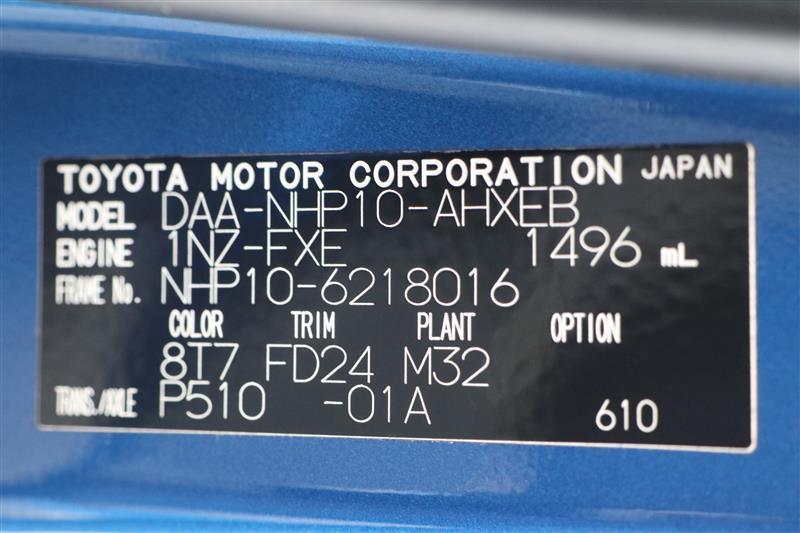 TOYOTA MOTOR CORPORATION JAPAN
MODEL DAA-NHP10-AHXEB
ENGINE 1NZ-FXE 1496 mL
FRAME No. NHP10-6218016
COLOR TRIM PLANT OPTION
8T7 FD24 M32
TRANS./AXLE P510 -01A 610